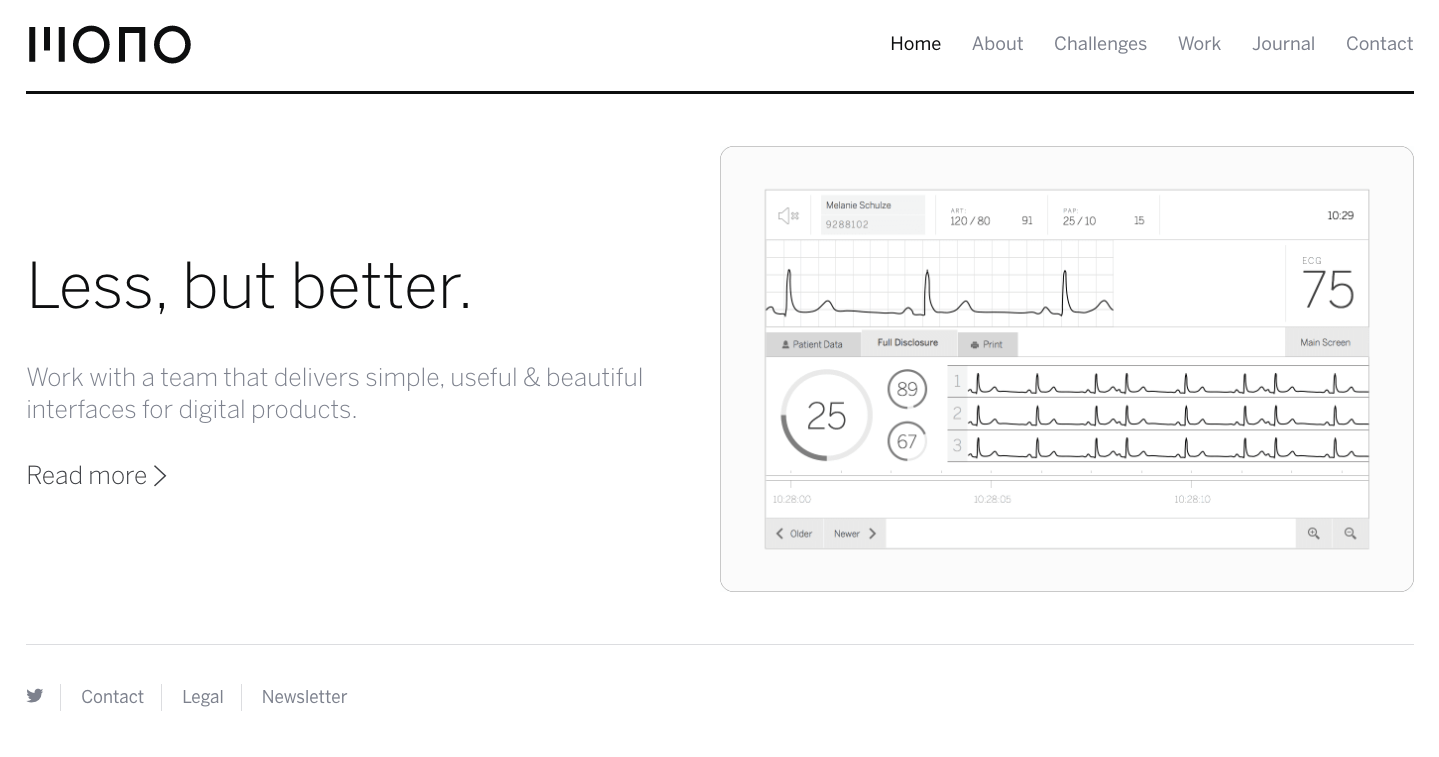 MONO
Home About Challenges Work Journal Contact
Less, but better.
Work with a team that delivers simple, useful & beautiful
interfaces for digital products.
Read more
Melanie Schulze
9288102
ART:
120 / 80 91
PAP:
25 / 10 15
10:29
ECG
75
Patient Data Full Disclosure Print Main Screen
25
89
67
1
2
3
10:28:00 10:28:05 10:28:10
Older Newer
Contact Legal Newsletter